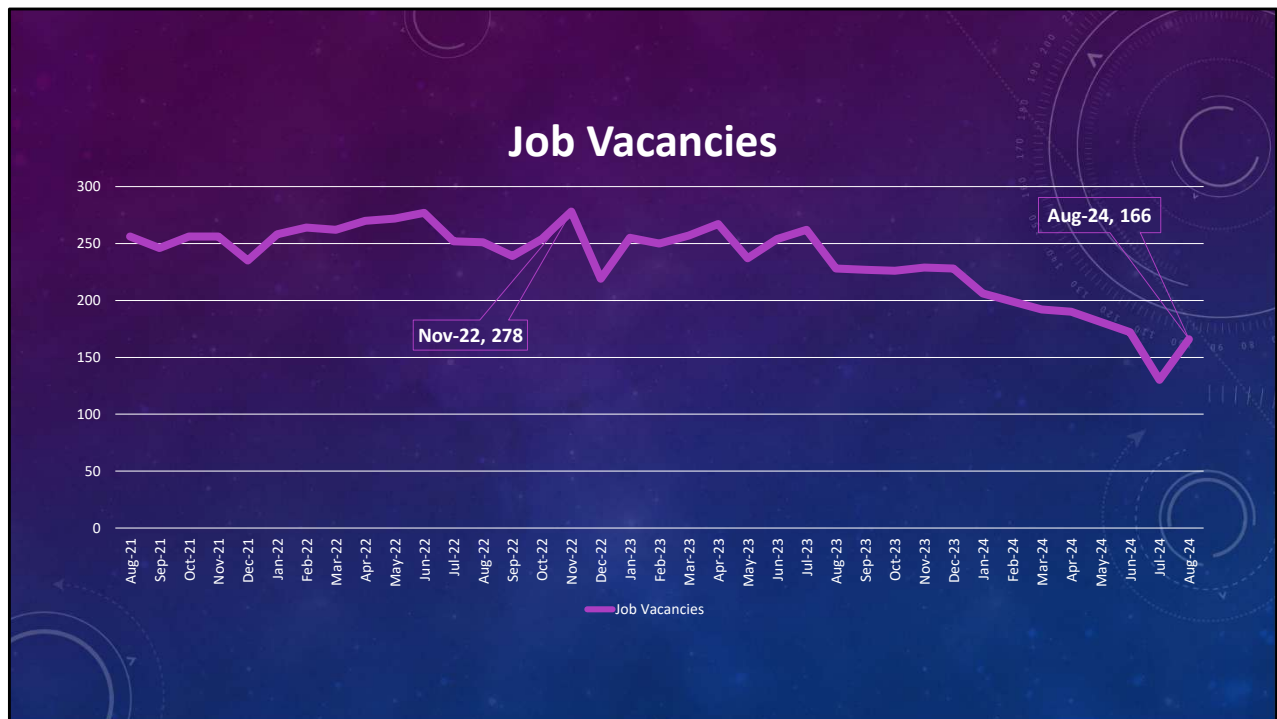 Job Vacancies
300
250
200
150
100
50
0
Aug-24, 166
Nov-22, 278
Aug-21
Sep-21
Oct-21
Nov-21
Dec-21
Jan-22
Feb-22
Mar-22
Apr-22
May-22
Jun-22
Jul-22
Aug-22
Sep-22
Oct-22
Nov-22
Dec-22
Jan-23
Feb-23
Mar-23
Apr-23
May-23
Jun-23
Jul-23
Aug-23
Sep-23
Oct-23
Nov-23
Dec-23
Jan-24
Feb-24
Mar-24
Apr-24
May-24
Jun-24
Jul-24
Aug-24
Job Vacancies